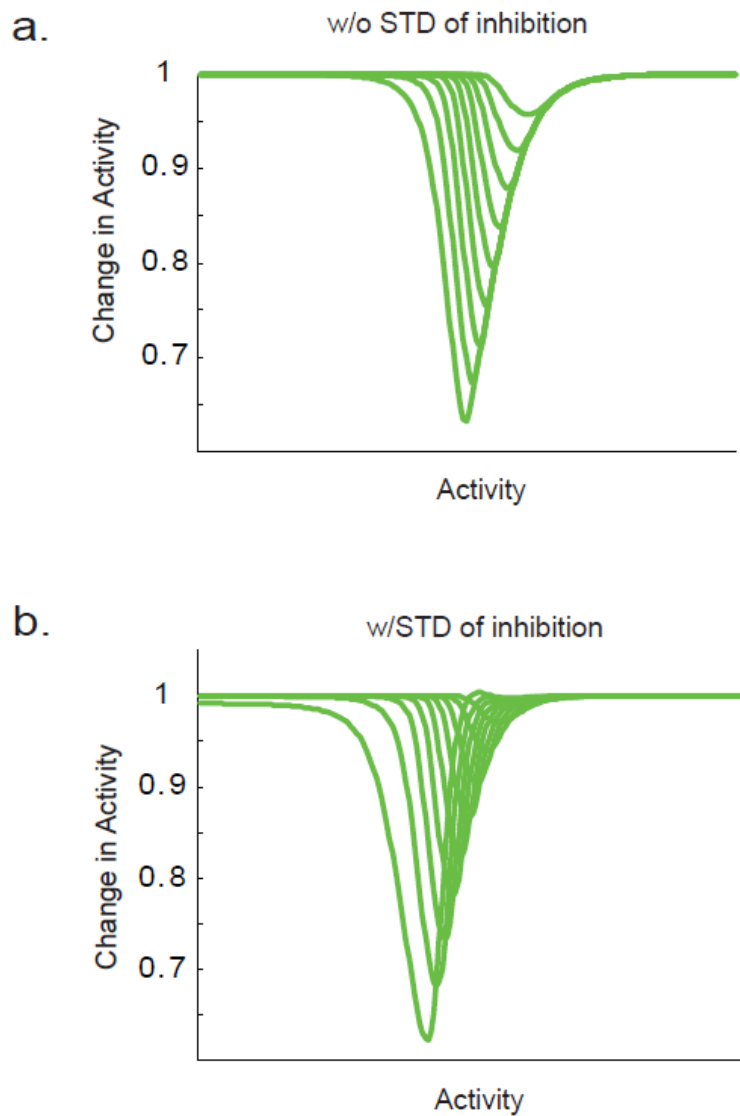 a.
w/o STD of inhibition
1
0.9
0.8
0.7
Change in Activity
Activity
b.
w/STD of inhibition
1
0.9
0.8
0.7
Change in Activity
Activity